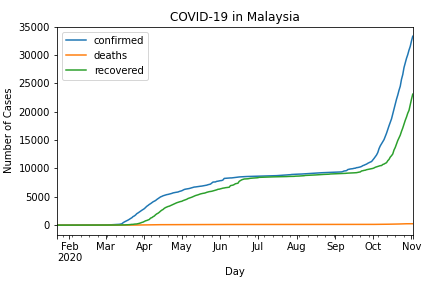 COVID-19 in Malaysia
confirmed
deaths
recovered
Number of Cases
35000
30000
25000
20000
15000
10000
5000
0
Feb Mar Apr May Jun Jul Aug Sep Oct Nov
2020
Day